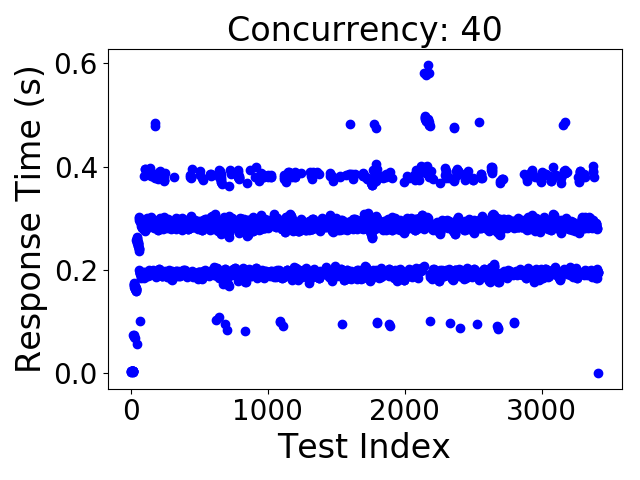 Concurrency: 40
Response Time (s)
0.6
0.4
0.2
0.0
0 1000 2000 3000
Test Index